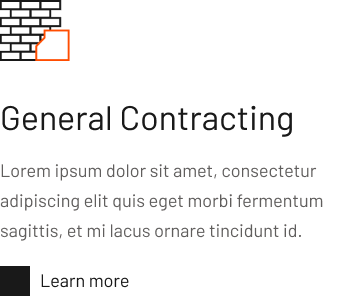 General Contracting
Lorem ipsum dolor sit amet, consectetur
adipiscing elit quis eget morbi fermentum
sagittis, et mi lacus ornare tincidunt id.
Learn more